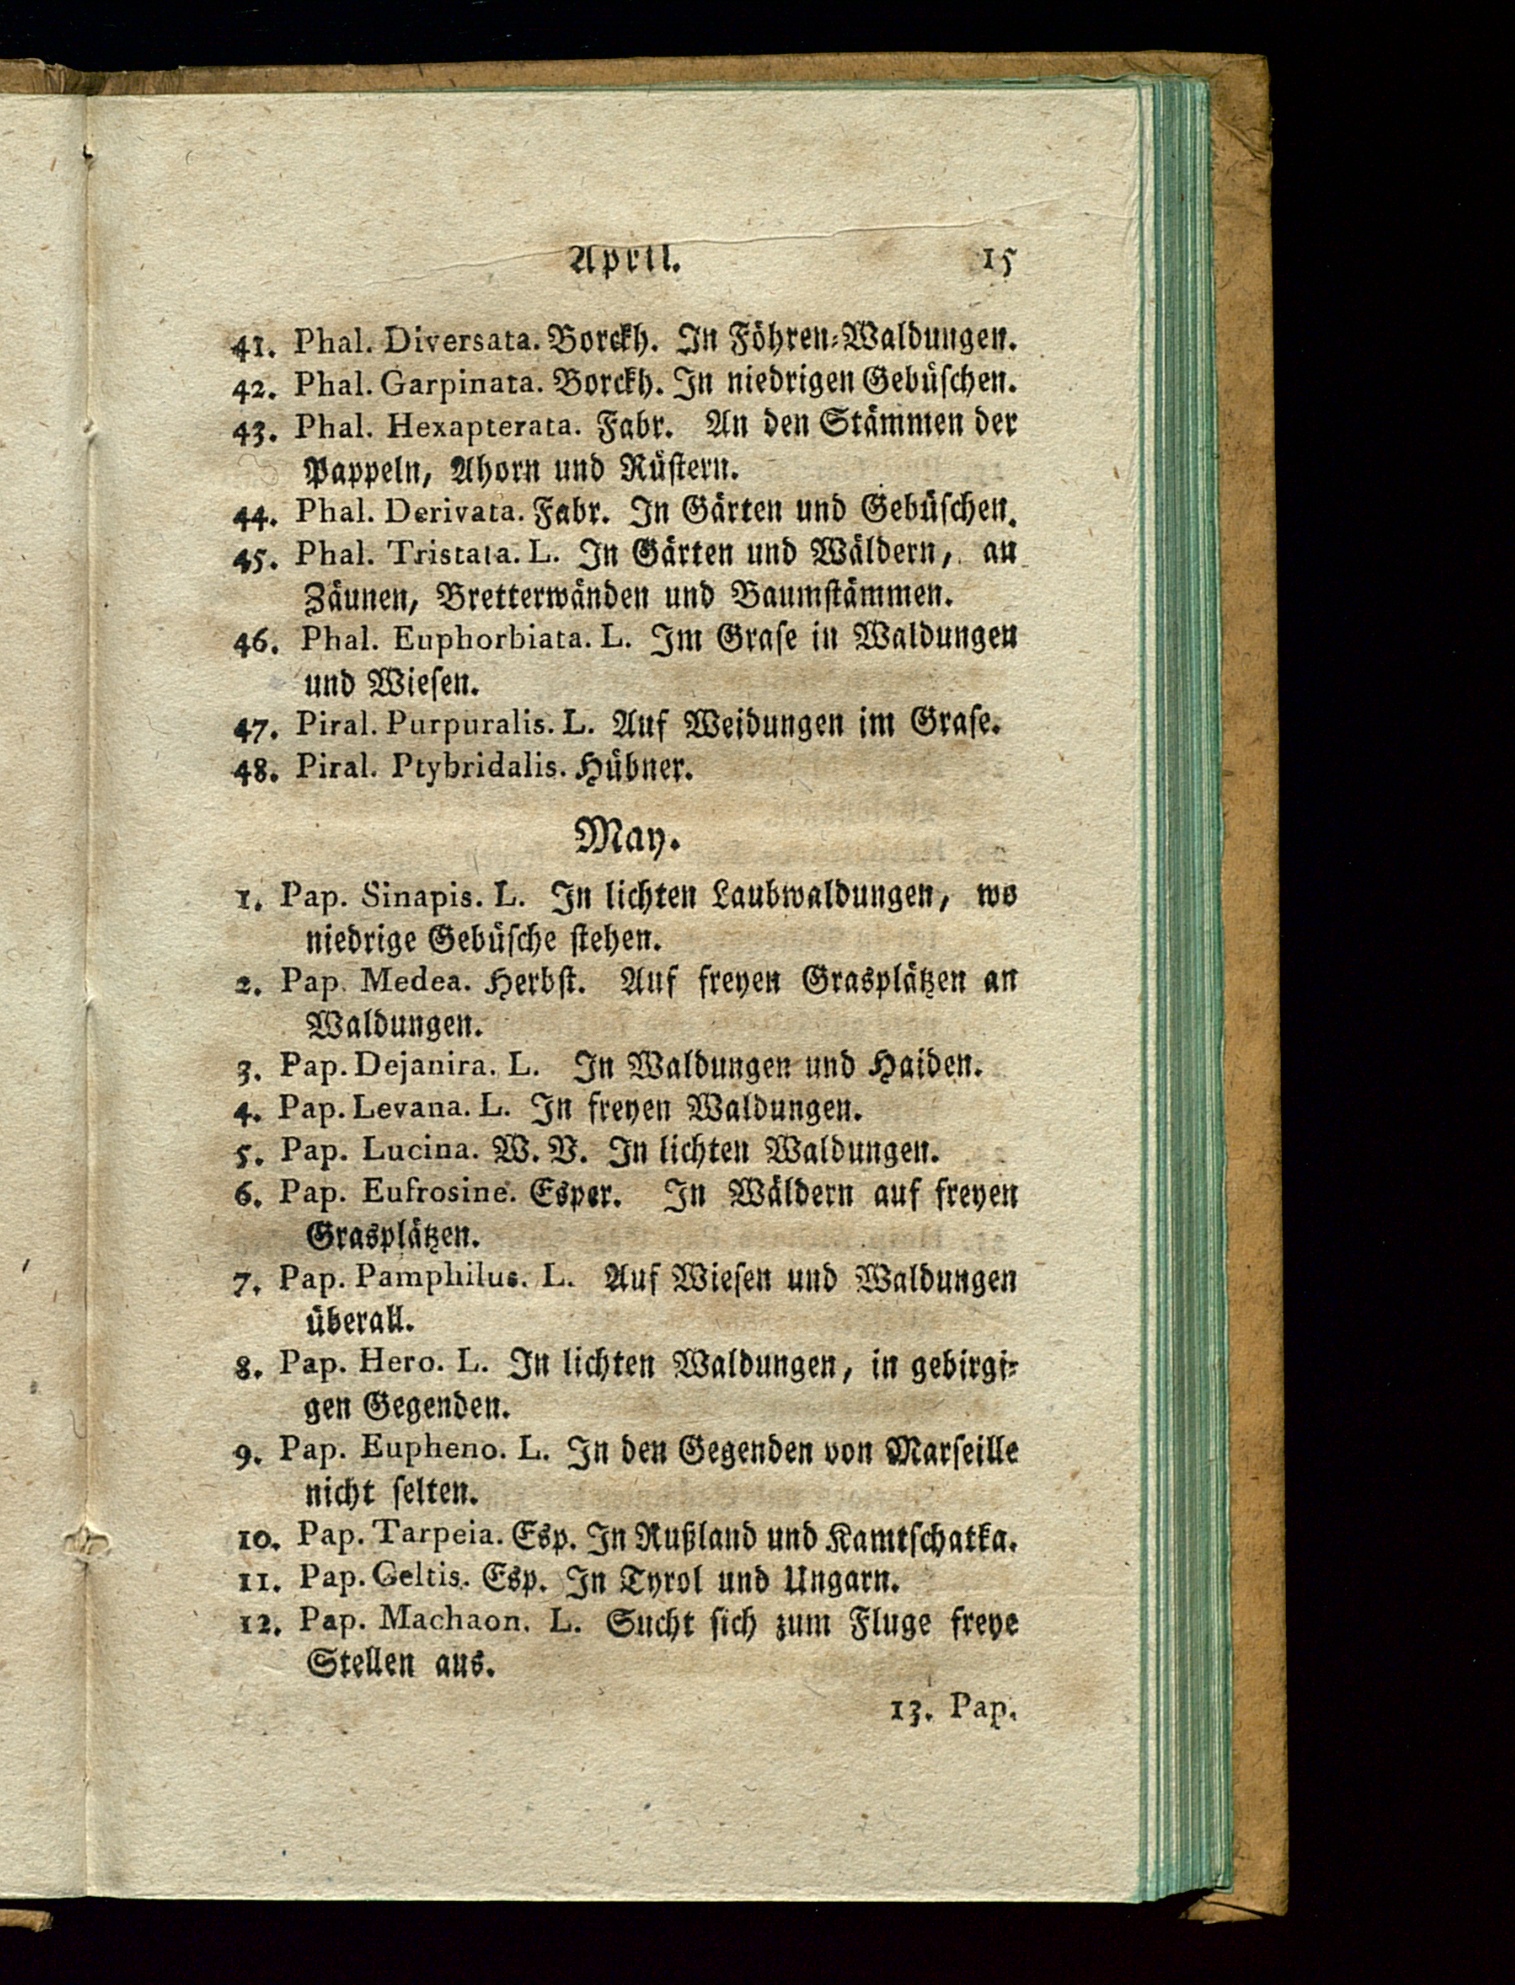 April. 15
41. Phal. Diversata. Borckh. In Föhren-Waldungen.
42. Phal. Garpinata. Borckh. In niedrigen Gebüschen.
43. Phal. Hexapterata. Fabr. An den Stämmen der
Pappeln, Ahorn und Rüstern.
44. Phal. Derivata. Fabr. In Gärten und Gebüschen.
45. Phal. Tristata. L. In Gärten und Wäldern, an
Zäunen, Bretterwänden und Baumstämmen.
46. Phal. Euphorbiata. L. Im Grase in Waldungen
und Wiesen.
47. Piral. Purpuralis. L. Auf Weidungen im Grase.
48. Piral. Ptybridalis. Hübner.
May.
1. Pap. Sinapis. L. In lichten Laubwaldungen, wo
niedrige Gebüsche stehen.
2. Pap. Medea. Herbst. Auf freyen Grasplätzen an
Waldungen.
3. Pap. Dejanira. L. In Waldungen und Haiden.
4. Pap. Levana. L. In freyen Waldungen.
5. Pap. Lucina. W. V. In lichten Waldungen.
6. Pap. Eufrosine. Esper. In Wäldern auf freyen
Grasplätzen.
7. Pap. Pamphilus. L. Auf Wiesen und Waldungen
überall.
8. Pap. Hero. L. In lichten Waldungen, in gebirgi-
gen Gegenden.
9. Pap. Eupheno. L. In den Gegenden von Marseille
nicht selten.
10. Pap. Tarpeia. Esp. In Rußland und Kamtschatka.
11. Pap. Geltis. Esp. In Tyrol und Ungarn.
12. Pap. Machaon. L. Sucht sich zum Fluge freye
Stellen aus.
13. Pap.